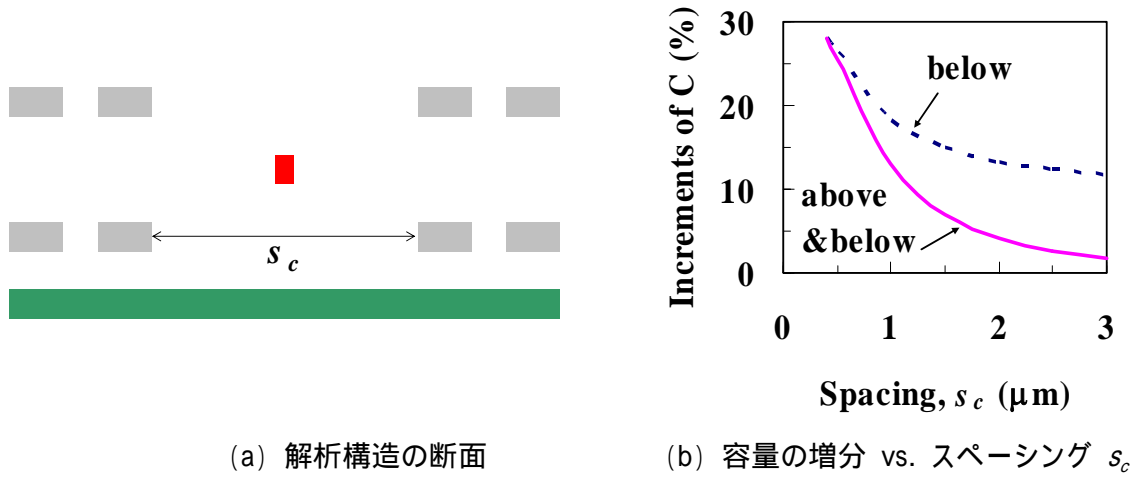 s c
(a) 解析構造の断面
Increments of C (%)
30
20
10
0
below
above
&below
0 1 2 3
Spacing, s c (μm)
(b) 容量の増分 vs. スペーシング sc